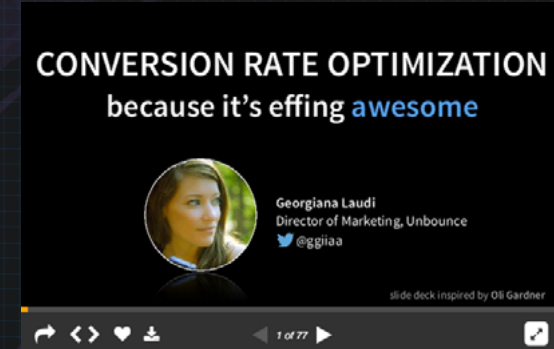 CONVERSION RATE OPTIMIZATION
because it's effing awesome
Georgiana Laudi
Director of Marketing, Unbounce
@ggiiaa
slide deck inspired by Oli Gardner
1 of 77